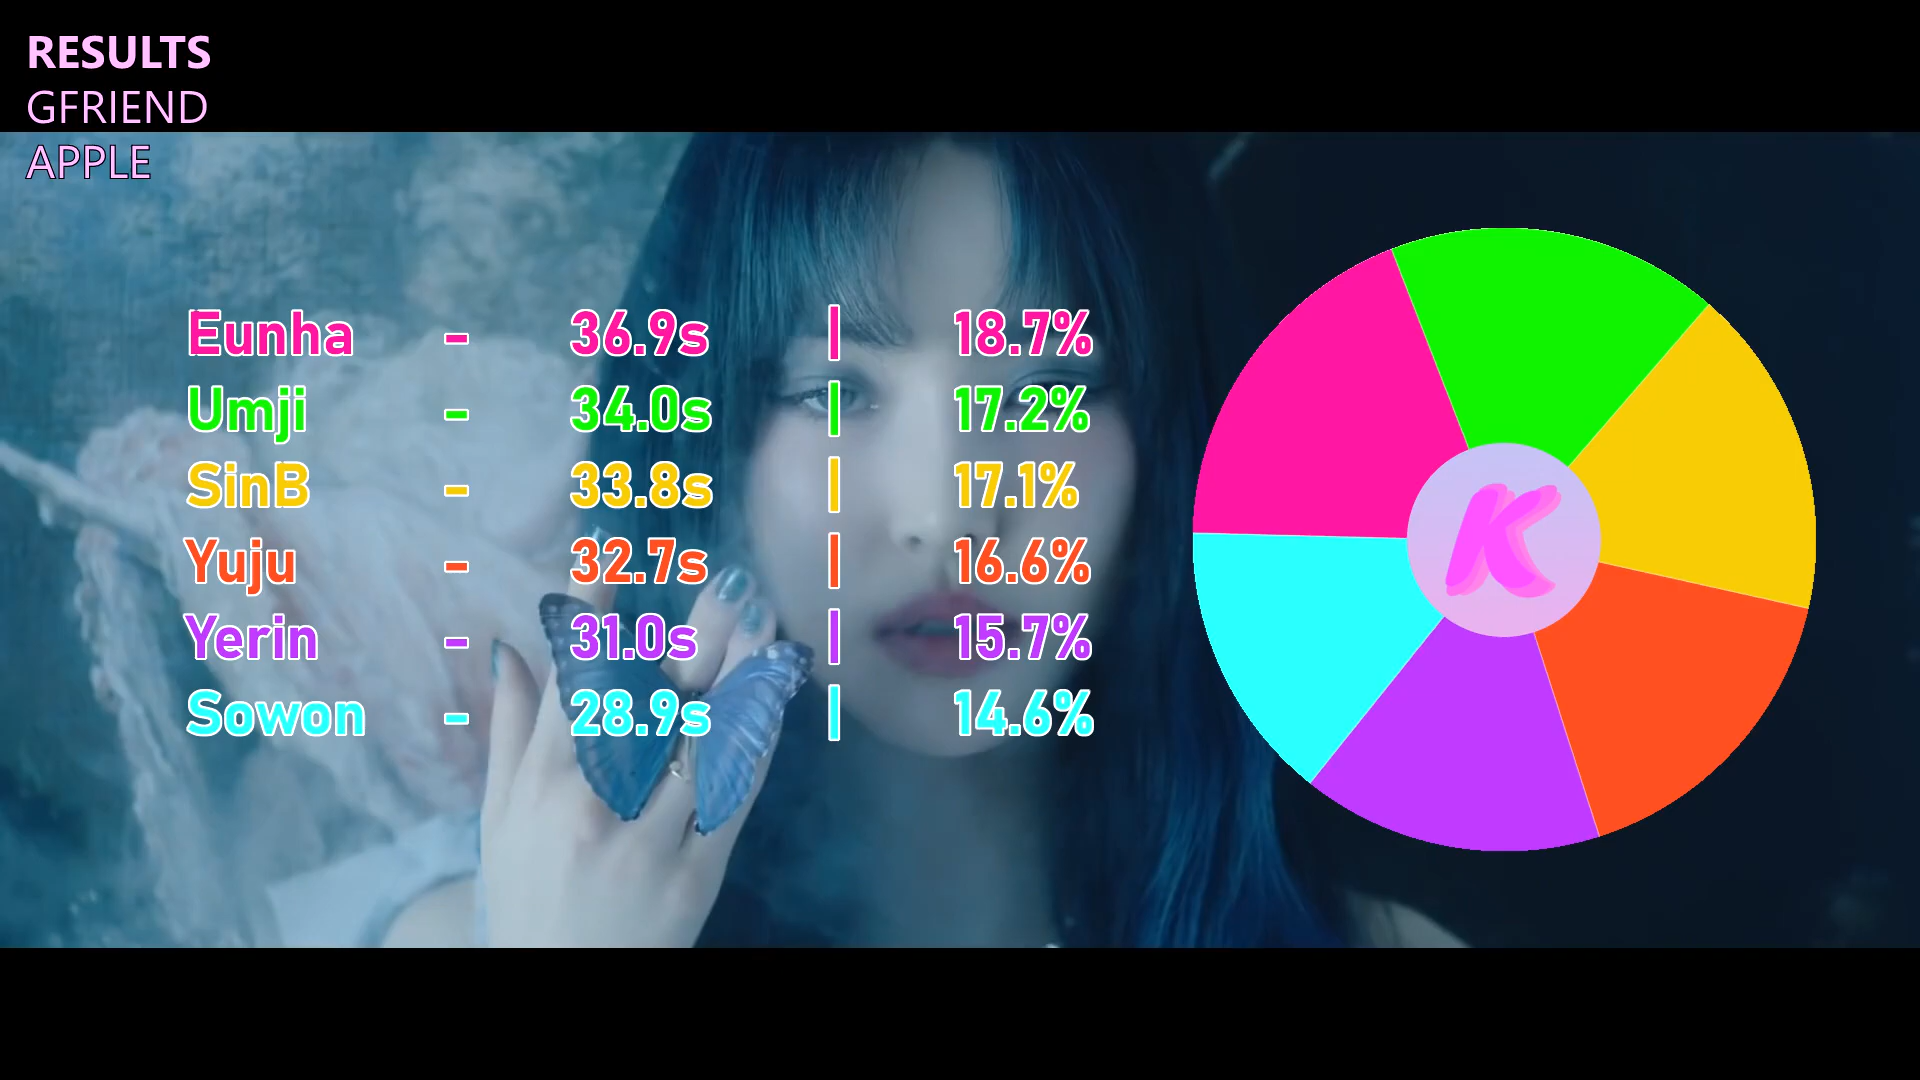 RESULTS
GFRIEND
APPLE
Eunha - 36.9s | 18.7%
Umji - 34.0s | 17.2%
SinB - 33.8s | 17.1%
Yuju - 32.7s | 16.6%
Yerin - 31.0s | 15.7%
Sowon - 28.9s | 14.6%
K